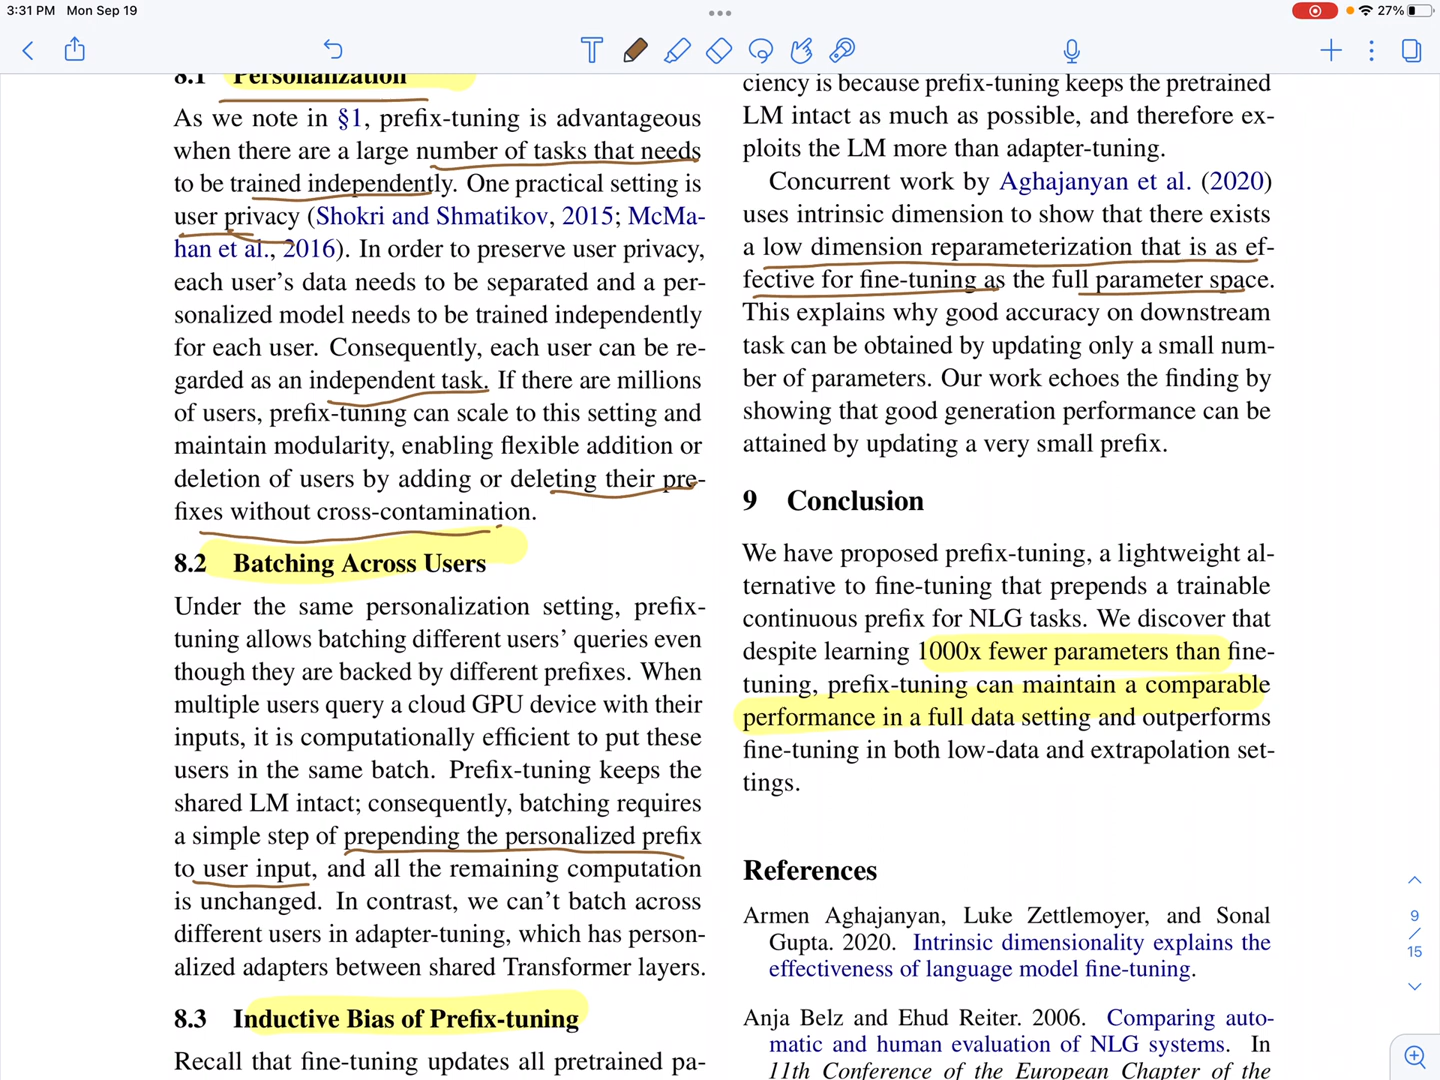 3:31 PM Mon Sep 19
27%
T
8.1 Personalization
As we note in §1, prefix-tuning is advantageous
when there are a large number of tasks that needs
to be trained independently. One practical setting is
user privacy (Shokri and Shmatikov, 2015; McMa-
han et al., 2016). In order to preserve user privacy,
each user's data needs to be separated and a per-
sonalized model needs to be trained independently
for each user. Consequently, each user can be re-
garded as an independent task. If there are millions
of users, prefix-tuning can scale to this setting and
maintain modularity, enabling flexible addition or
deletion of users by adding or deleting their pre-
fixes without cross-contamination.
8.2 Batching Across Users
Under the same personalization setting, prefix-
tuning allows batching different users' queries even
though they are backed by different prefixes. When
multiple users query a cloud GPU device with their
inputs, it is computationally efficient to put these
users in the same batch. Prefix-tuning keeps the
shared LM intact; consequently, batching requires
a simple step of prepending the personalized prefix
to user input, and all the remaining computation
is unchanged. In contrast, we can't batch across
different users in adapter-tuning, which has person-
alized adapters between shared Transformer layers.
8.3 Inductive Bias of Prefix-tuning
Recall that fine-tuning updates all pretrained pa-
ciency is because prefix-tuning keeps the pretrained
LM intact as much as possible, and therefore ex-
ploits the LM more than adapter-tuning.
Concurrent work by Aghajanyan et al. (2020)
uses intrinsic dimension to show that there exists
a low dimension reparameterization that is as ef-
fective for fine-tuning as the full parameter space.
This explains why good accuracy on downstream
task can be obtained by updating only a small num-
ber of parameters. Our work echoes the finding by
showing that good generation performance can be
attained by updating a very small prefix.
9 Conclusion
We have proposed prefix-tuning, a lightweight al-
ternative to fine-tuning that prepends a trainable
continuous prefix for NLG tasks. We discover that
despite learning 1000x fewer parameters than fine-
tuning, prefix-tuning can maintain a comparable
performance in a full data setting and outperforms
fine-tuning in both low-data and extrapolation set-
tings.
References
Armen Aghajanyan, Luke Zettlemoyer, and Sonal
Gupta. 2020. Intrinsic dimensionality explains the
effectiveness of language model fine-tuning.
Anja Belz and Ehud Reiter. 2006. Comparing auto-
matic and human evaluation of NLG systems. In
11th Conference of the European Chapter of the
9
/
15